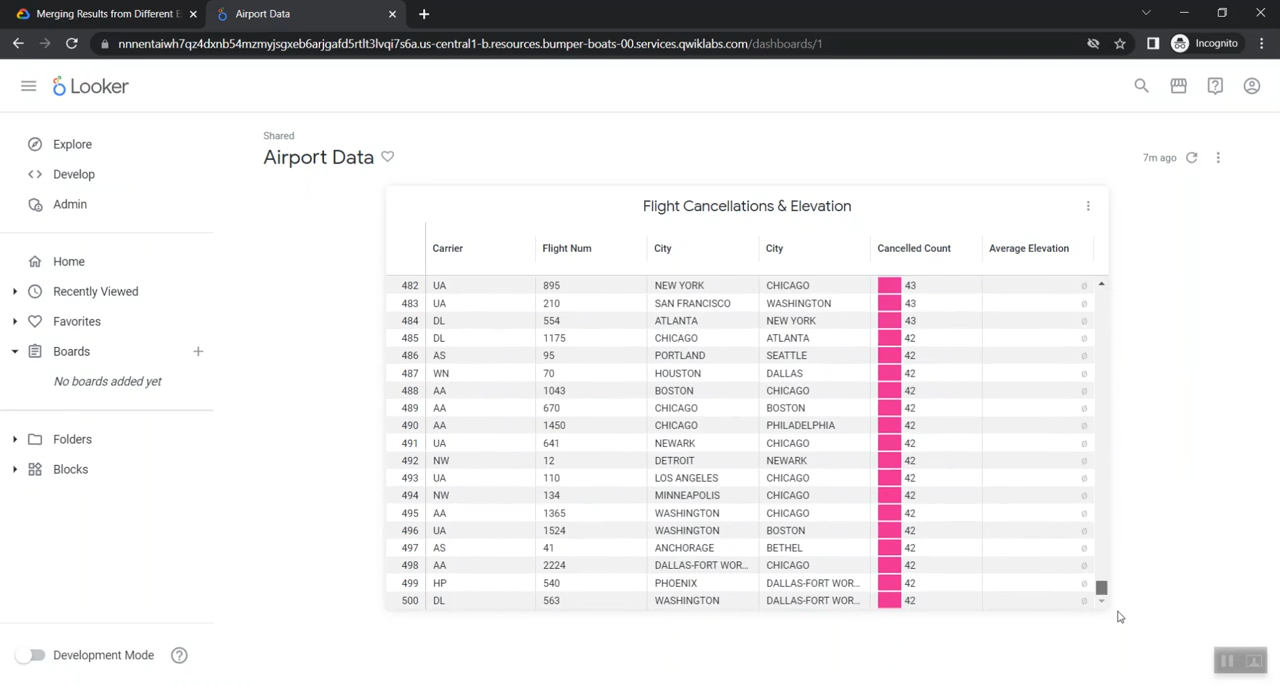 Merging Results from Different E
Airport Data
nnnentaiwh7qz4dxnb54mzmyjsgxeb6arjgafd5rtlt3lvqi7s6a.us-central1-b.resources.bumper-boats-00.services.qwiklabs.com/dashboards/1
Incognito
Looker
Explore
Develop
Admin
Home
Recently Viewed
Favorites
Boards
No boards added yet
Folders
Blocks
Development Mode
Shared
Airport Data
7m ago
Flight Cancellations & Elevation
Carrier Flight Num City City Cancelled Count Average Elevation
482 UA 895 NEW YORK CHICAGO 43 ∅
483 UA 210 SAN FRANCISCO WASHINGTON 43 ∅
484 DL 554 ATLANTA NEW YORK 43 ∅
485 DL 1175 CHICAGO ATLANTA 42 ∅
486 AS 95 PORTLAND SEATTLE 42 ∅
487 WN 70 HOUSTON DALLAS 42 ∅
488 AA 1043 BOSTON CHICAGO 42 ∅
489 AA 670 CHICAGO BOSTON 42 ∅
490 AA 1450 CHICAGO PHILADELPHIA 42 ∅
491 UA 641 NEWARK CHICAGO 42 ∅
492 NW 12 DETROIT NEWARK 42 ∅
493 UA 110 LOS ANGELES CHICAGO 42 ∅
494 NW 134 MINNEAPOLIS CHICAGO 42 ∅
495 AA 1365 WASHINGTON CHICAGO 42 ∅
496 UA 1524 WASHINGTON BOSTON 42 ∅
497 AS 41 ANCHORAGE BETHEL 42 ∅
498 AA 2224 DALLAS-FORT WOR... CHICAGO 42 ∅
499 HP 540 PHOENIX DALLAS-FORT WOR... 42 ∅
500 DL 563 WASHINGTON DALLAS-FORT WOR... 42 ∅